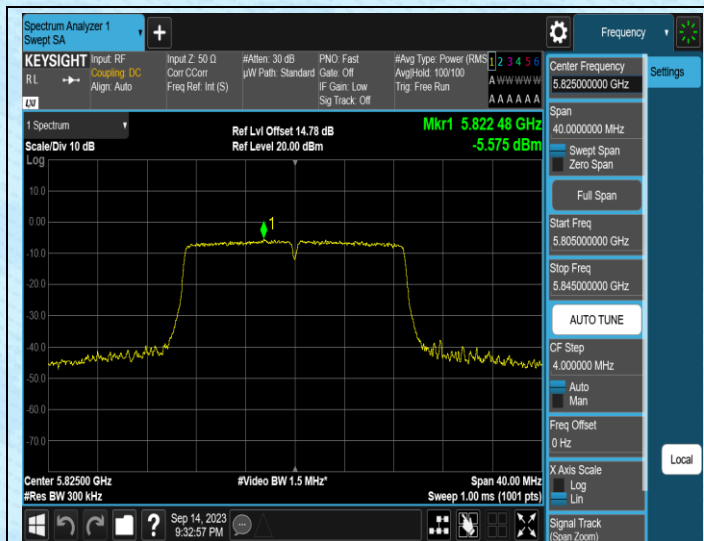 Spectrum Analyzer 1
Swept SA
Frequency
KEYSIGHT
R L
LXI
Input: RF
Coupling: DC
Align: Auto
Input Z: 50 Ω
Corr CCorr
Freq Ref: Int (S)
#Atten: 30 dB
µW Path: Standard
PNO: Fast
Gate: Off
IF Gain: Low
Sig Track: Off
#Avg Type: Power (RMS
Avg|Hold: 100/100
Trig: Free Run
1 2 3 4 5 6
A W W W W W
A A A A A A
1 Spectrum
Scale/Div 10 dB
Ref Lvl Offset 14.78 dB
Ref Level 20.00 dBm
Mkr1 5.822 48 GHz
-5.575 dBm
Log
10.0
0.00
-10.0
-20.0
-30.0
-40.0
-50.0
-60.0
-70.0
1
Center 5.82500 GHz
#Res BW 300 kHz
#Video BW 1.5 MHz*
Span 40.00 MHz
Sweep 1.00 ms (1001 pts)
Sep 14, 2023
9:32:57 PM
Center Frequency
5.825000000 GHz
Settings
Span
40.0000000 MHz
Swept Span
Zero Span
Full Span
Start Freq
5.805000000 GHz
Stop Freq
5.845000000 GHz
AUTO TUNE
CF Step
4.000000 MHz
Auto
Man
Freq Offset
0 Hz
X Axis Scale
Log
Lin
Local
Signal Track
(Span Zoom)